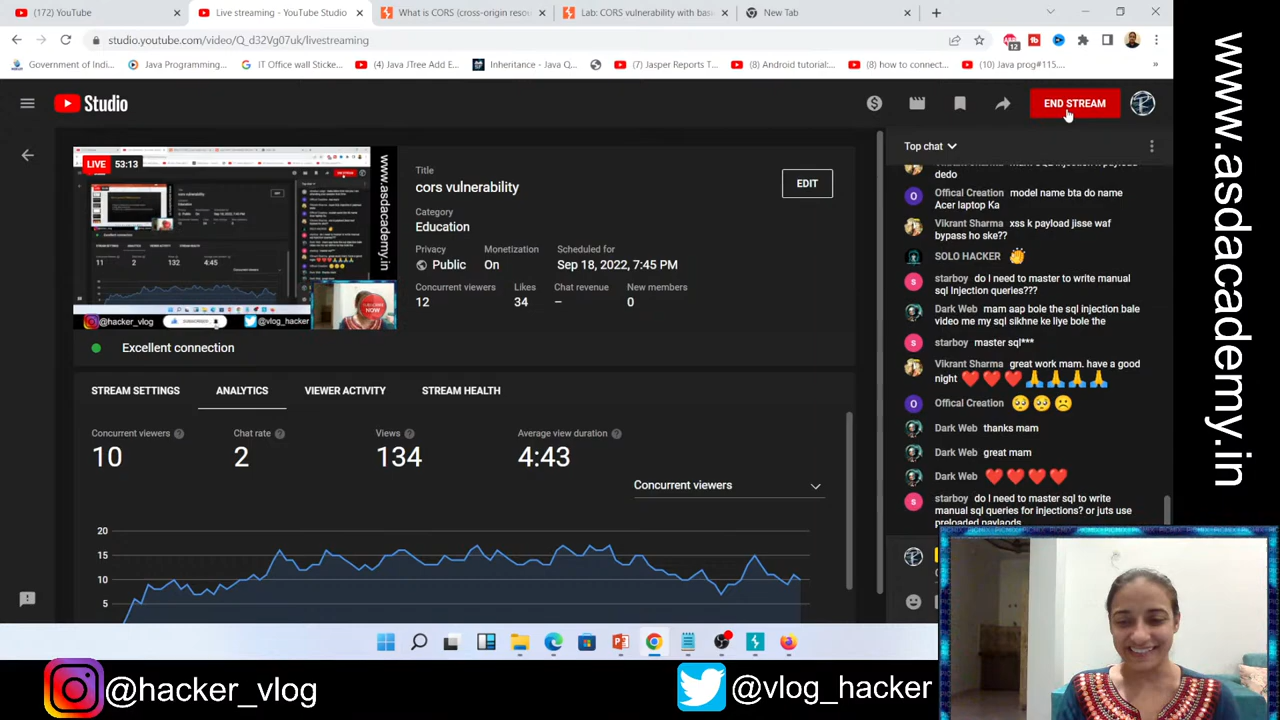 (172) YouTube
Live streaming - YouTube Studio
What is CORS (cross-origin reso
Lab: CORS vulnerability with bas
New Tab
studio.youtube.com/video/Q_d32Vg07uk/livestreaming
12
Government of Indi...
Java Programming...
IT Office wall Sticke...
(4) Java JTree Add E...
Inheritance - Java Q...
(7) Jasper Reports T...
(8) Android tutorial:...
(8) how to connect...
(10) Java prog#115....
Studio
END STREAM
LIVE
53:13
www.asdacademy.in
@hacker_vlog
@vlog_hacker
Title
cors vulnerability
EDIT
Category
Education
Privacy
Monetization
Scheduled for
Public
On
Sep 18, 2022, 7:45 PM
Concurrent viewers
Likes
Chat revenue
New members
12
34
–
0
Excellent connection
STREAM SETTINGS
ANALYTICS
VIEWER ACTIVITY
STREAM HEALTH
Concurrent viewers
Chat rate
Views
Average view duration
10
2
134
4:43
Concurrent viewers
20
15
10
5
Top chat
dedo
Offical Creation model name bta do name
Acer laptop Ka
Vikrant Sharma xss k payload jisse waf
bypass ho ske??
SOLO HACKER 👏
starboy do I need to master to write manual
sql Injection queries???
Dark Web mam aap bole the sql injection bale
video me my sql sikhne ke liye bole the
starboy master sql***
Vikrant Sharma great work mam. have a good
night ❤️❤️❤️🙏🙏🙏🙏
Offical Creation 🥺🥺☹️
Dark Web thanks mam
Dark Web great mam
Dark Web ❤️❤️❤️❤️
starboy do I need to master sql to write
manual sql queries for injections? or juts use
preloaded paylaods
www.asdacademy.in
@hacker_vlog
@vlog_hacker